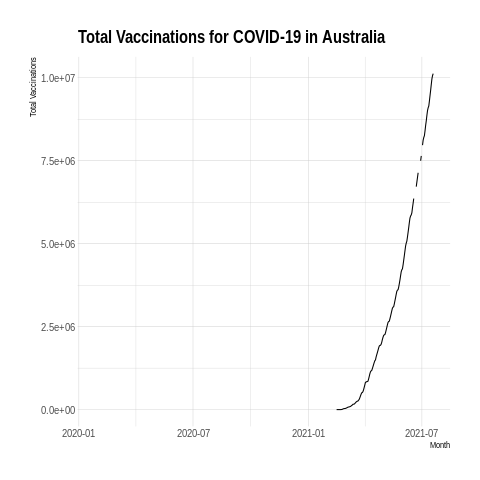 Total Vaccinations for COVID-19 in Australia
Total Vaccinations
1.0e+07
7.5e+06
5.0e+06
2.5e+06
0.0e+00
2020-01 2020-07 2021-01 2021-07
Month